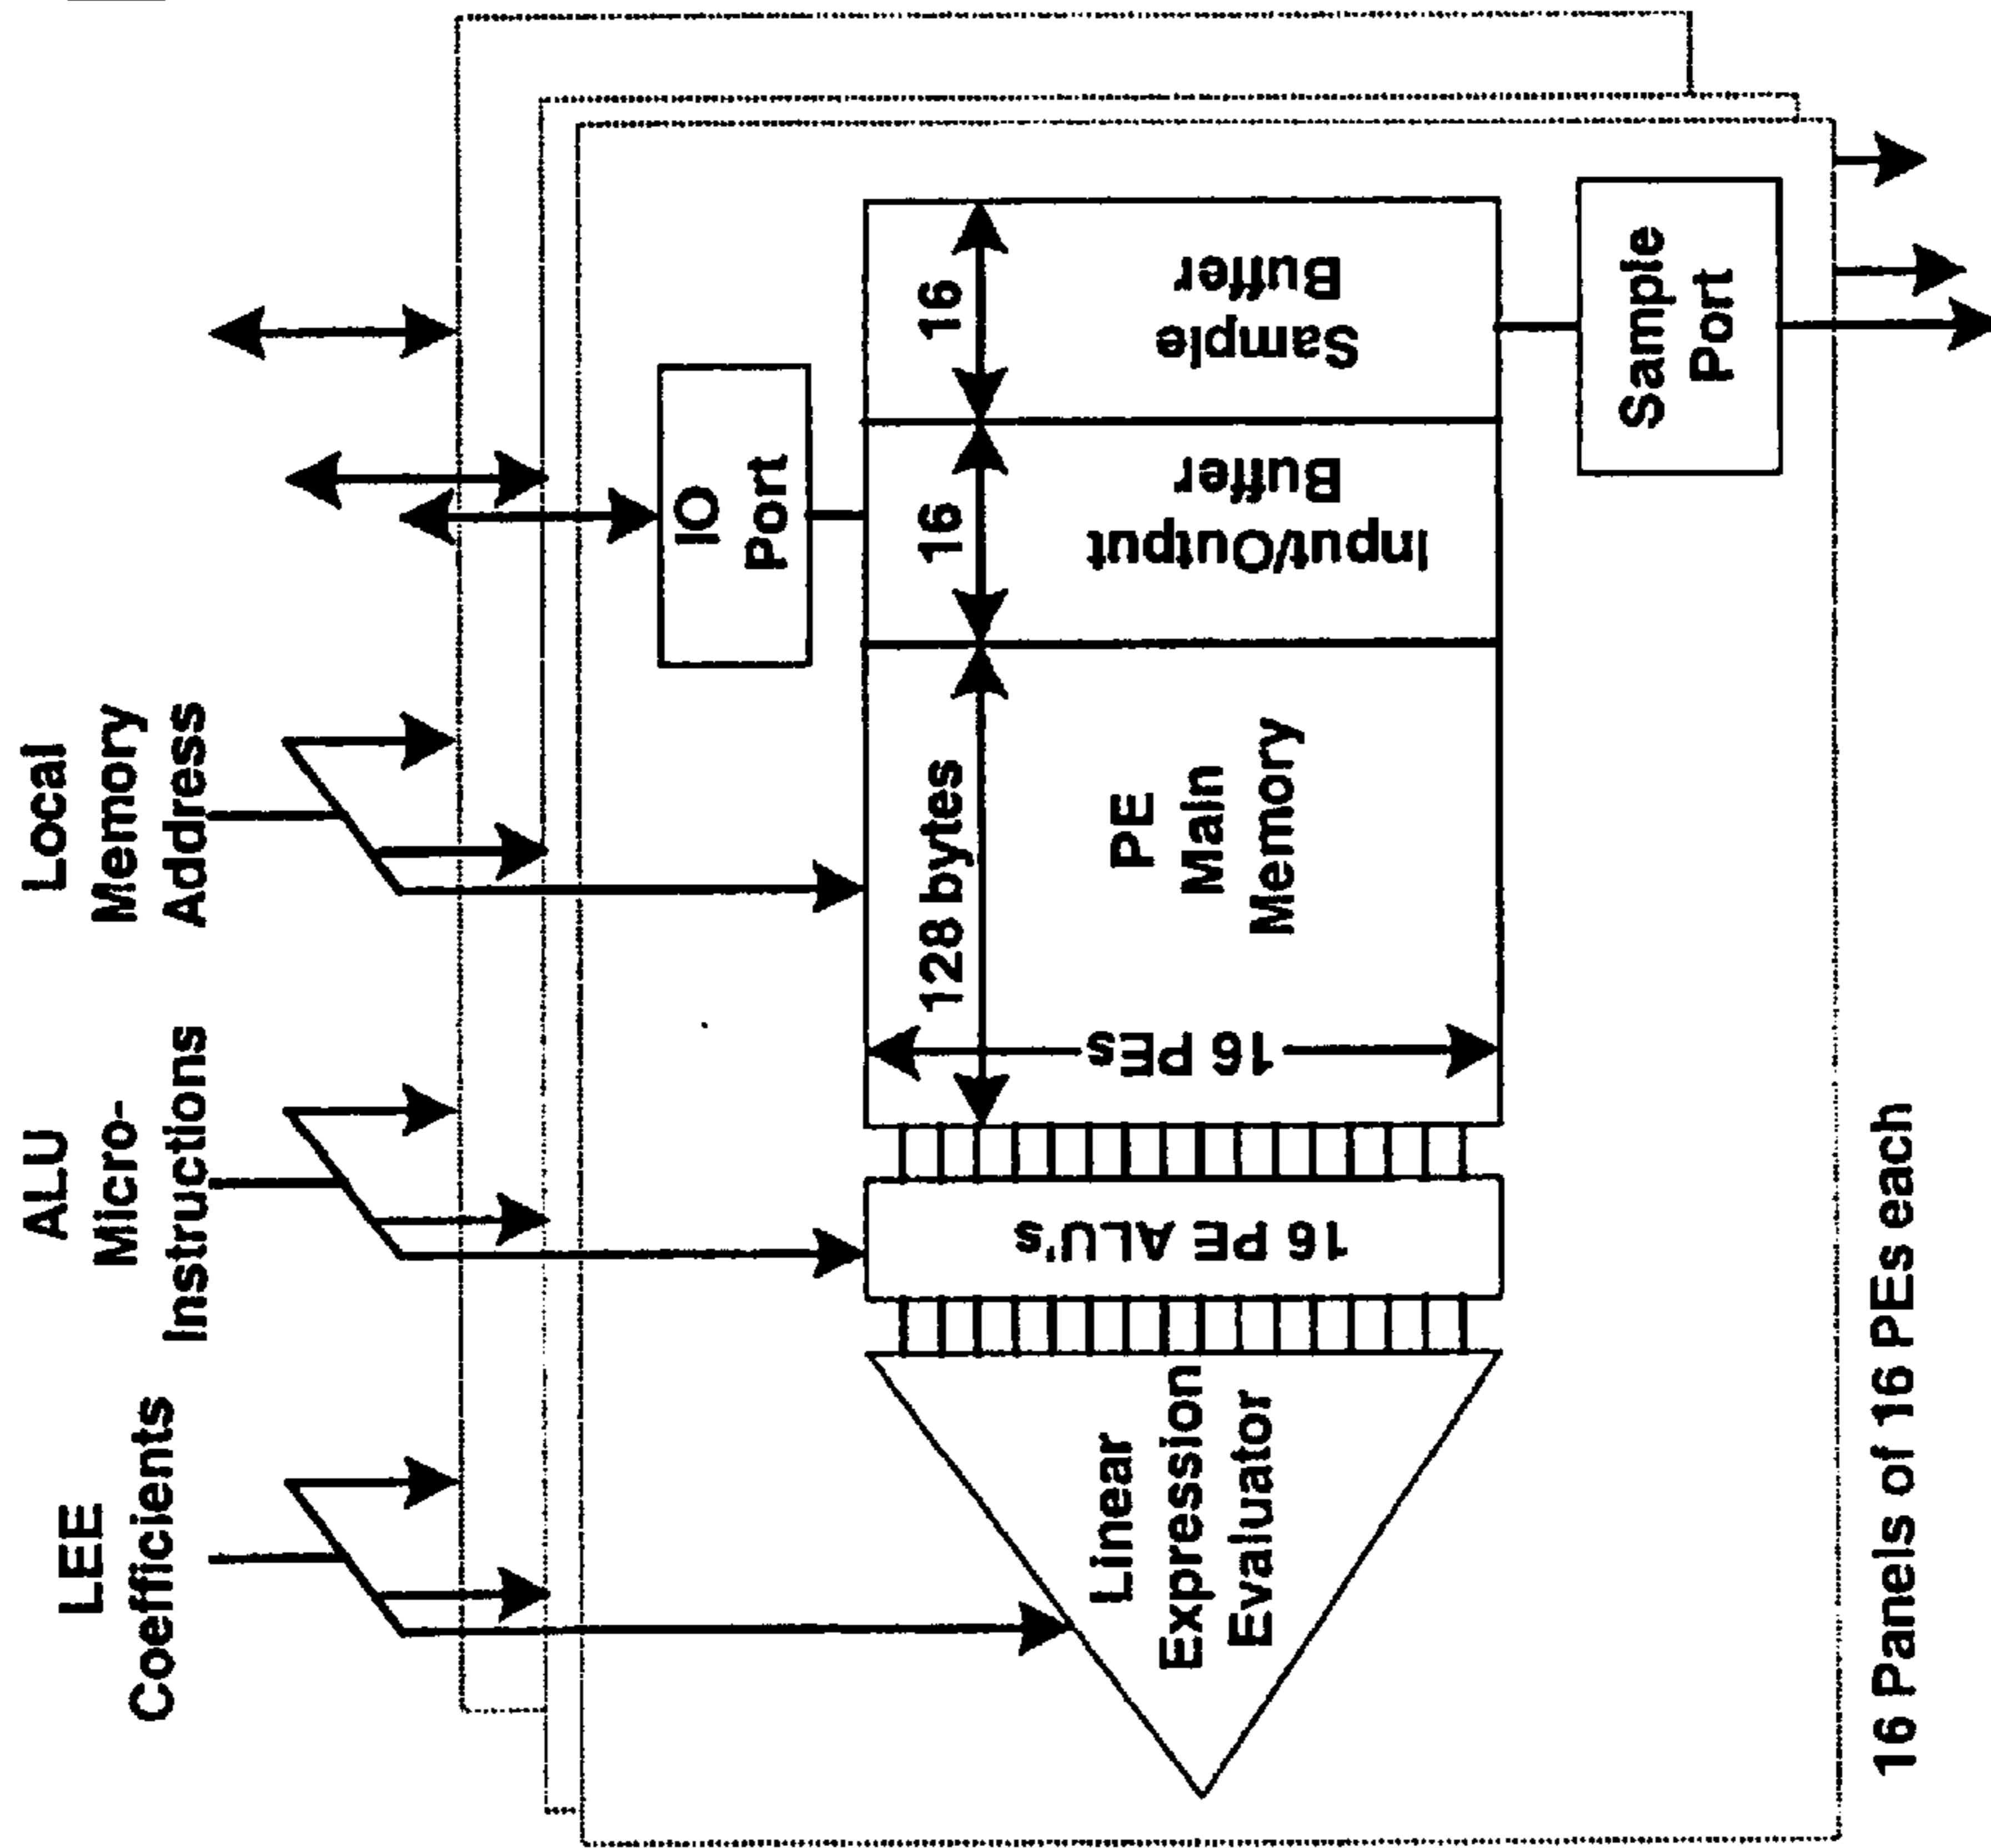 LEE
Coefficients
ALU
Micro-
Instructions
Local
Memory
Address
IO
Port
Linear
Expression
Evaluator
16 PE ALU's
16 PEs
128 bytes
PE
Main
Memory
16
Input/Output
Buffer
16
Sample
Buffer
Sample
Port
16 Panels of 16 PEs each